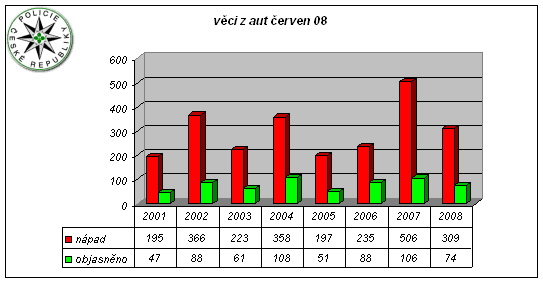 POLICIE
ČESKÉ REPUBLIKY
věci z aut červen 08
600
500
400
300
200
100
0
2001 2002 2003 2004 2005 2006 2007 2008
nápad 195 366 223 358 197 235 506 309
objasněno 47 88 61 108 51 88 106 74